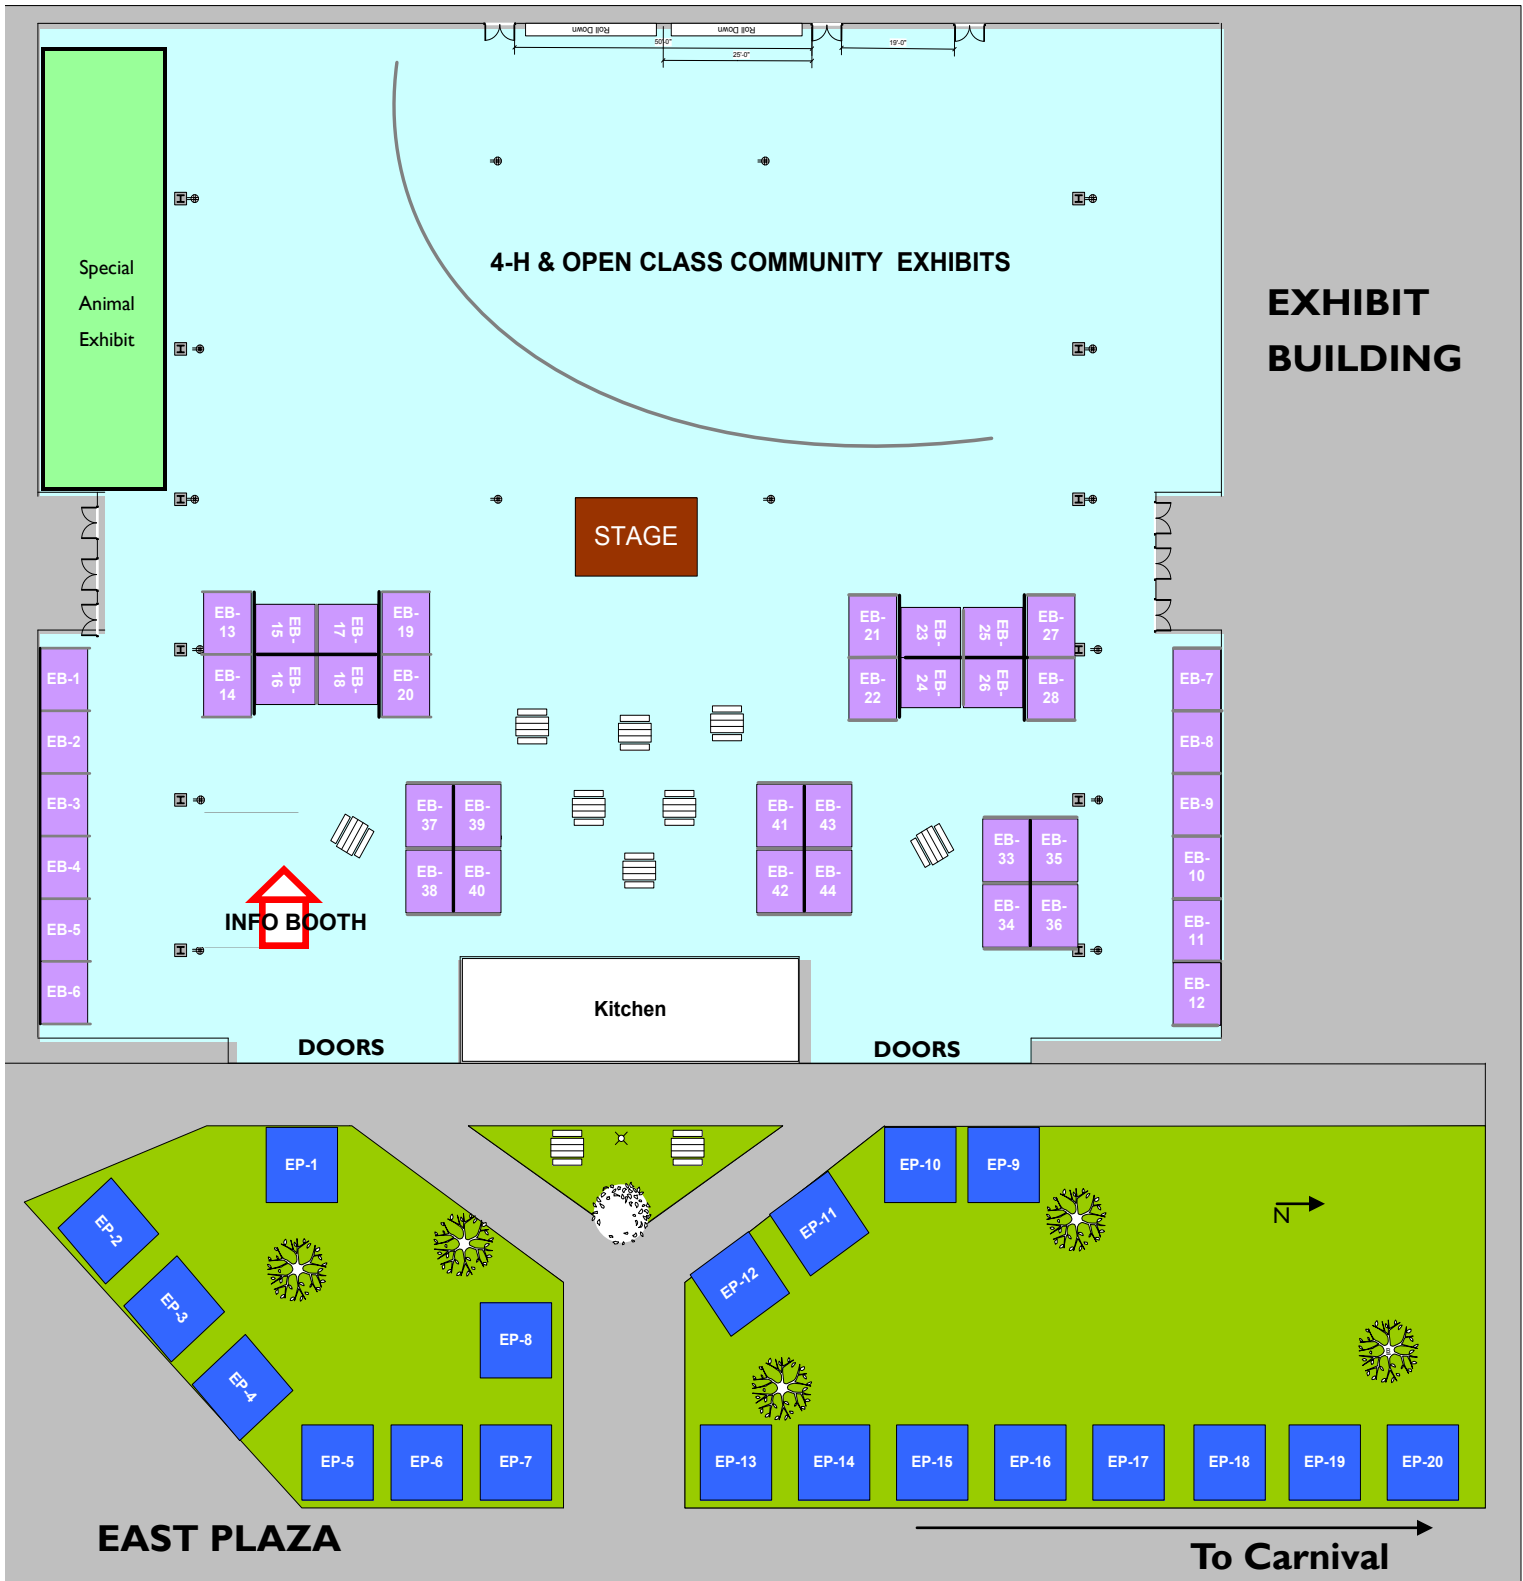 Roll Down
Roll Down
50'-0"
25'-0"
19'-0"
Special
Animal
Exhibit
4-H & OPEN CLASS COMMUNITY EXHIBITS
EXHIBIT
BUILDING
STAGE
EB-
13
EB-
15
EB-
17
EB-
19
EB-
14
EB-
16
EB-
18
EB-
20
EB-
21
EB-
23
EB-
25
EB-
27
EB-
22
EB-
24
EB-
26
EB-
28
EB-1
EB-2
EB-3
EB-4
EB-5
EB-6
EB-7
EB-8
EB-9
EB-
10
EB-
11
EB-
12
EB-
37
EB-
39
EB-
38
EB-
40
EB-
41
EB-
43
EB-
42
EB-
44
EB-
33
EB-
35
EB-
34
EB-
36
INFO BOOTH
Kitchen
DOORS
DOORS
EP-1
EP-2
EP-3
EP-4
EP-5
EP-6
EP-7
EP-8
EP-10
EP-9
EP-11
EP-12
N
EP-13
EP-14
EP-15
EP-16
EP-17
EP-18
EP-19
EP-20
EAST PLAZA
To Carnival